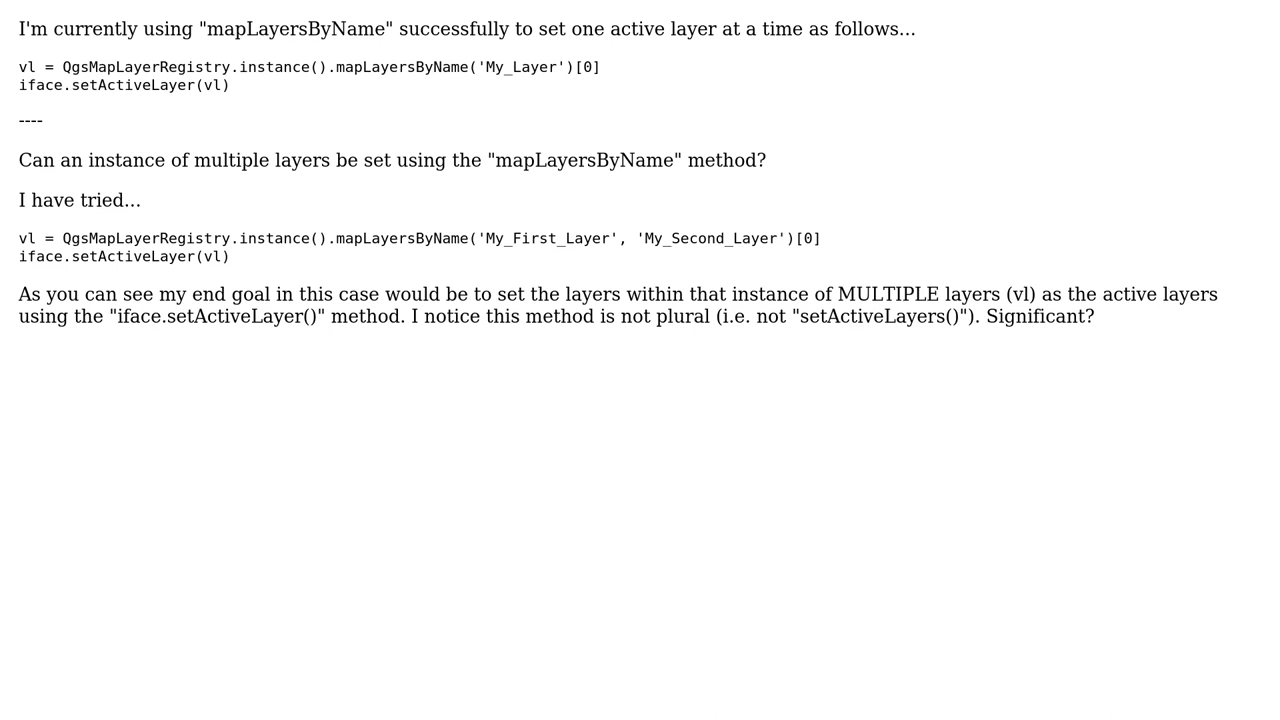 I'm currently using "mapLayersByName" successfully to set one active layer at a time as follows...
vl = QgsMapLayerRegistry.instance().mapLayersByName('My_Layer')[0]
iface.setActiveLayer(vl)
----
Can an instance of multiple layers be set using the "mapLayersByName" method?
I have tried...
vl = QgsMapLayerRegistry.instance().mapLayersByName('My_First_Layer', 'My_Second_Layer')[0]
iface.setActiveLayer(vl)
As you can see my end goal in this case would be to set the layers within that instance of MULTIPLE layers (vl) as the active layers
using the "iface.setActiveLayer()" method. I notice this method is not plural (i.e. not "setActiveLayers()"). Significant?